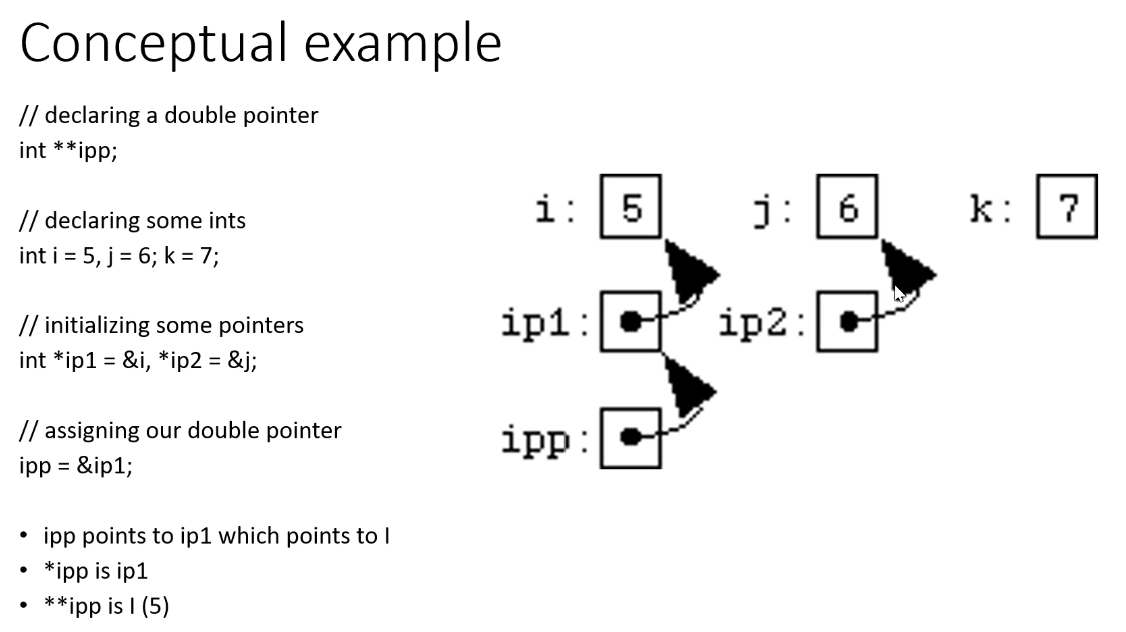 Conceptual example
// declaring a double pointer
int **ipp;
// declaring some ints
int i = 5, j = 6; k = 7;
// initializing some pointers
int *ip1 = &i, *ip2 = &j;
// assigning our double pointer
ipp = &ip1;
• ipp points to ip1 which points to I
• *ipp is ip1
• **ipp is I (5)
i: 5 j: 6 k: 7
ip1: ip2:
ipp: